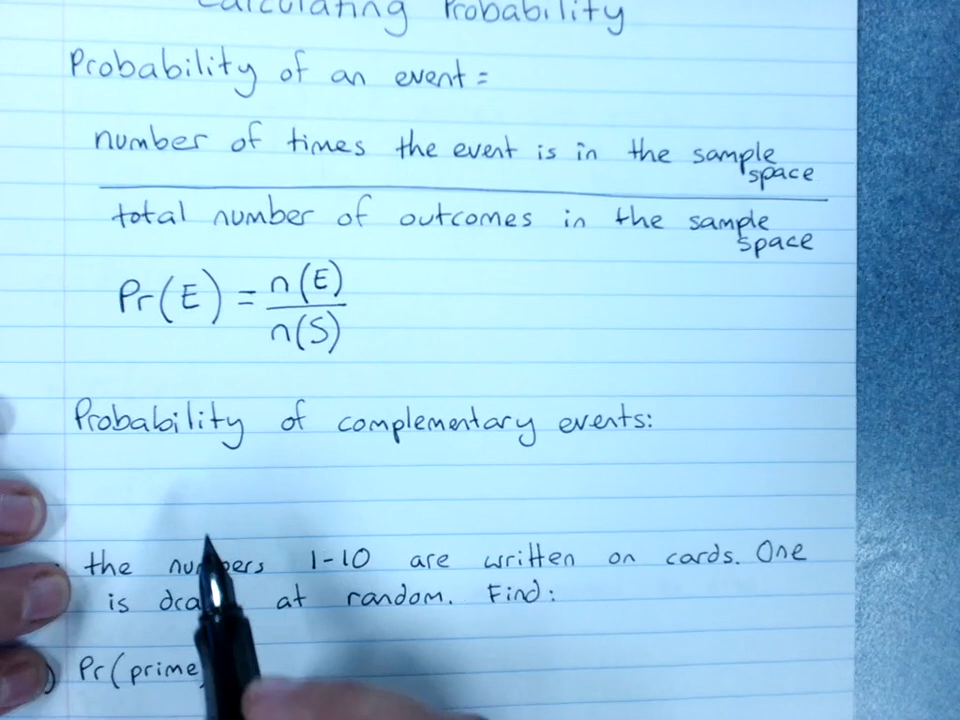 Calculating Probability
Probability of an event =
number of times the event is in the sample space
total number of outcomes in the sample space
Pr(E) = n(E)/n(S)
Probability of complementary events:
the numbers 1-10 are written on cards. One
is at random. Find:
) Pr(prime)